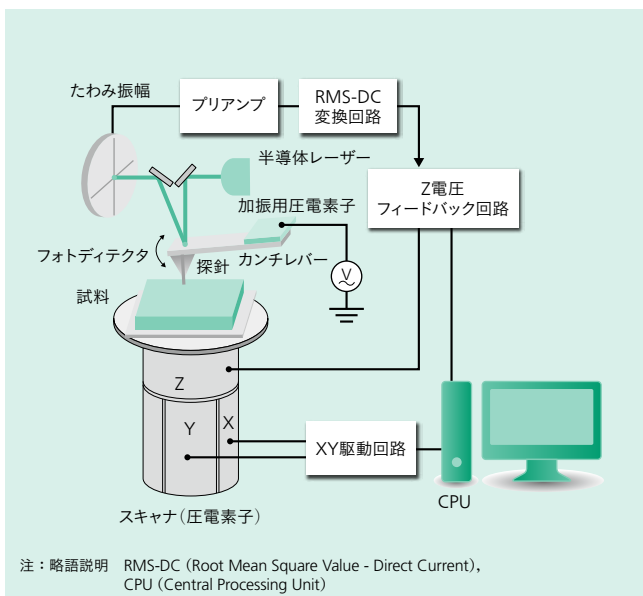 たわみ振幅
プリアンプ
RMS-DC
変換回路
半導体レーザー
Z電圧
フィードバック回路
加振用圧電素子
フォトディテクタ
探針
カンチレバー
V
試料
Z
Y
X
XY駆動回路
CPU
スキャナ（圧電素子）
注：略語説明 RMS-DC（Root Mean Square Value - Direct Current），
CPU（Central Processing Unit）